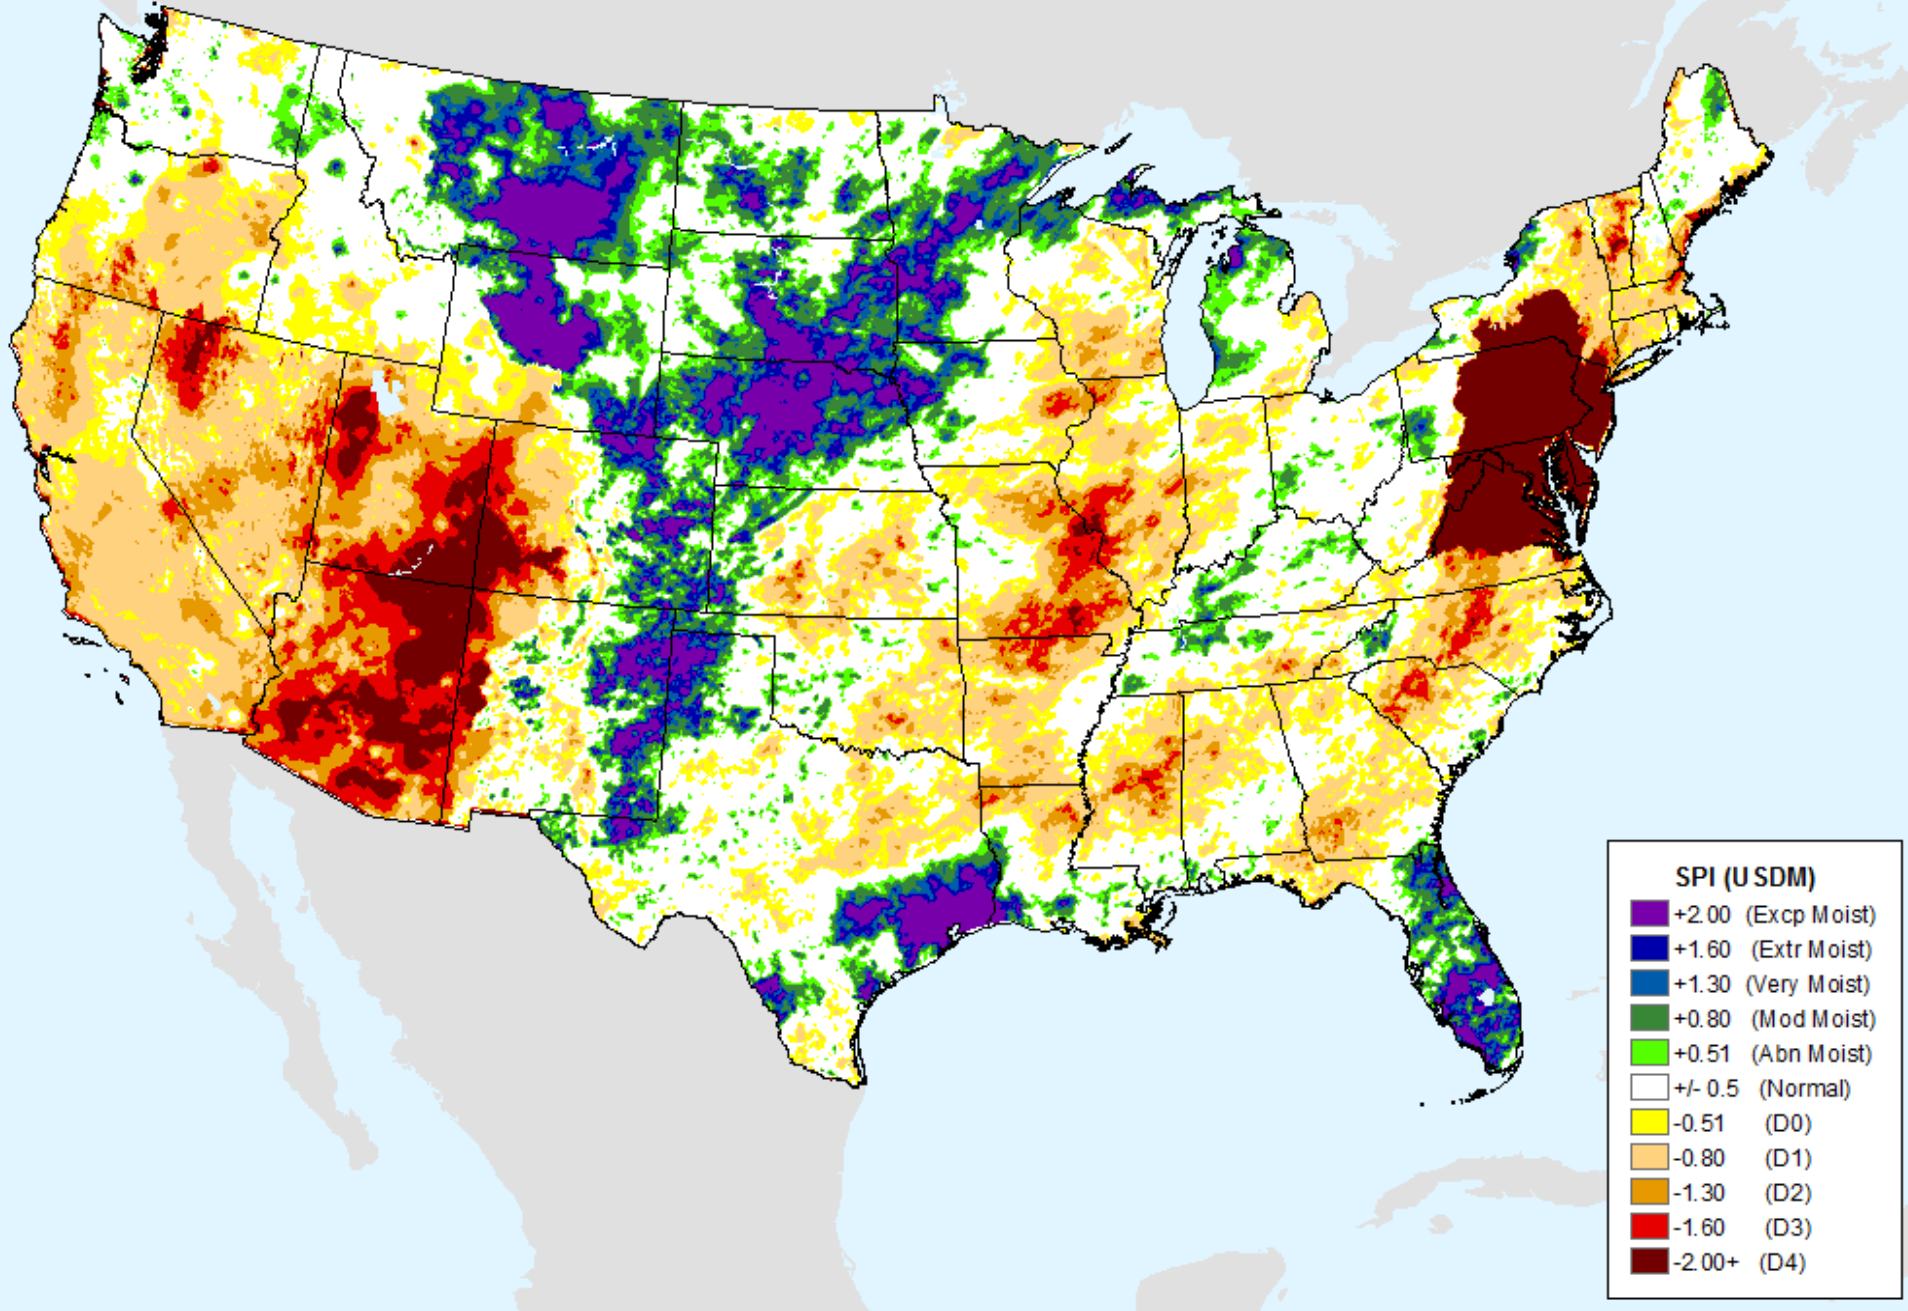 SPI (USDM)
+2.00 (Excp Moist)
+1.60 (Extr Moist)
+1.30 (Very Moist)
+0.80 (Mod Moist)
+0.51 (Abn Moist)
+/- 0.5 (Normal)
-0.51 (D0)
-0.80 (D1)
-1.30 (D2)
-1.60 (D3)
-2.00+ (D4)